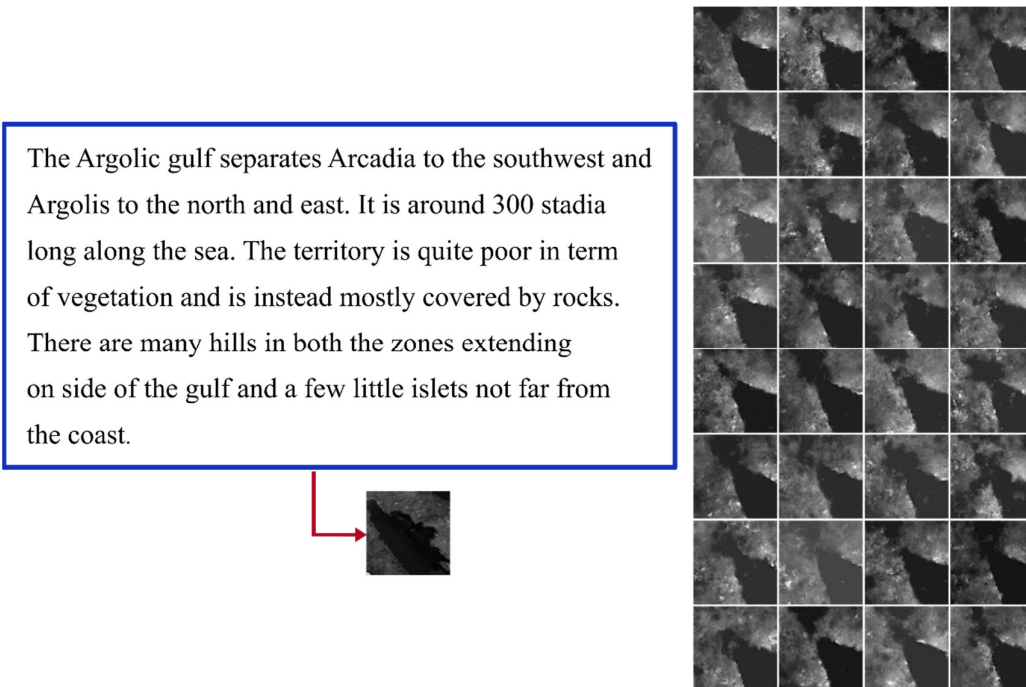 The Argolic gulf separates Arcadia to the southwest and
Argolis to the north and east. It is around 300 stadia
long along the sea. The territory is quite poor in term
of vegetation and is instead mostly covered by rocks.
There are many hills in both the zones extending
on side of the gulf and a few little islets not far from
the coast.